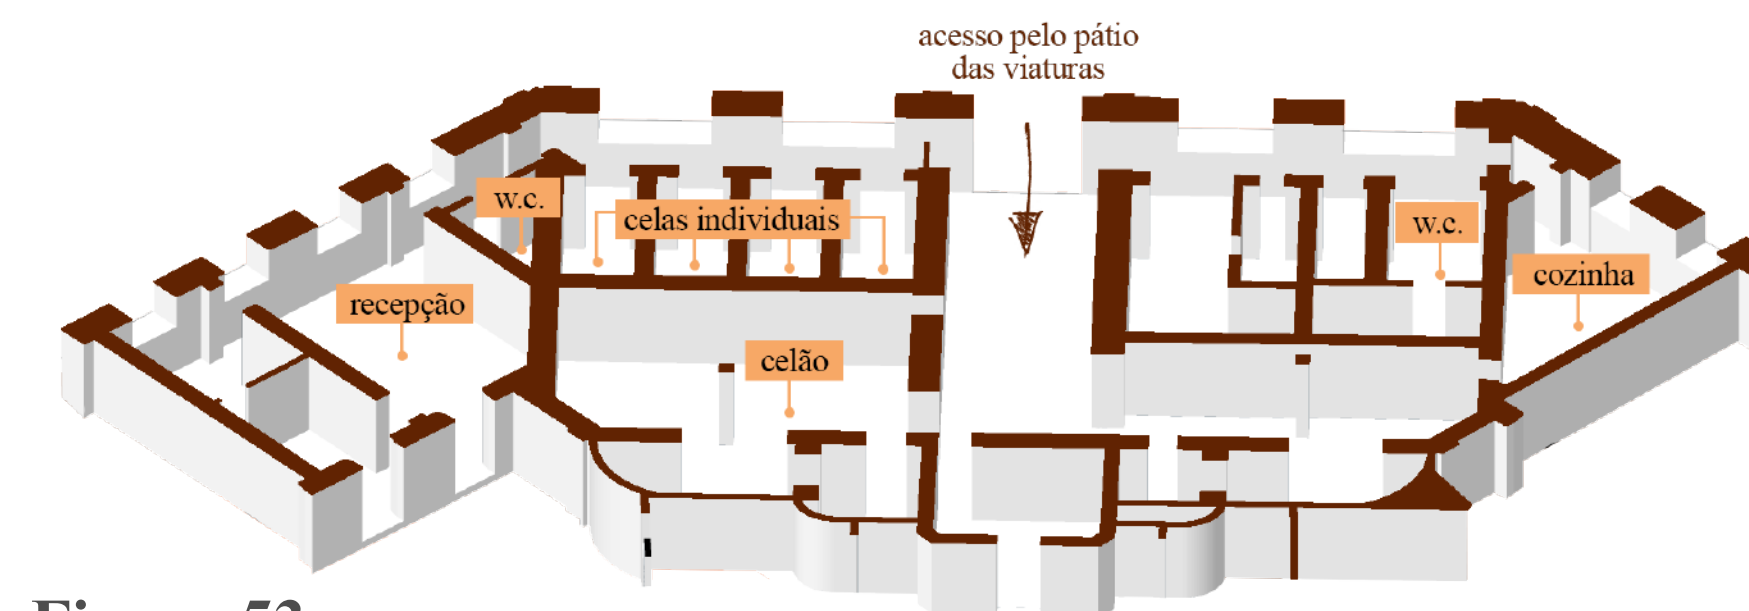 acesso pelo pátio
das viaturas
w.c.
celas individuais
w.c.
cozinha
recepção
celão